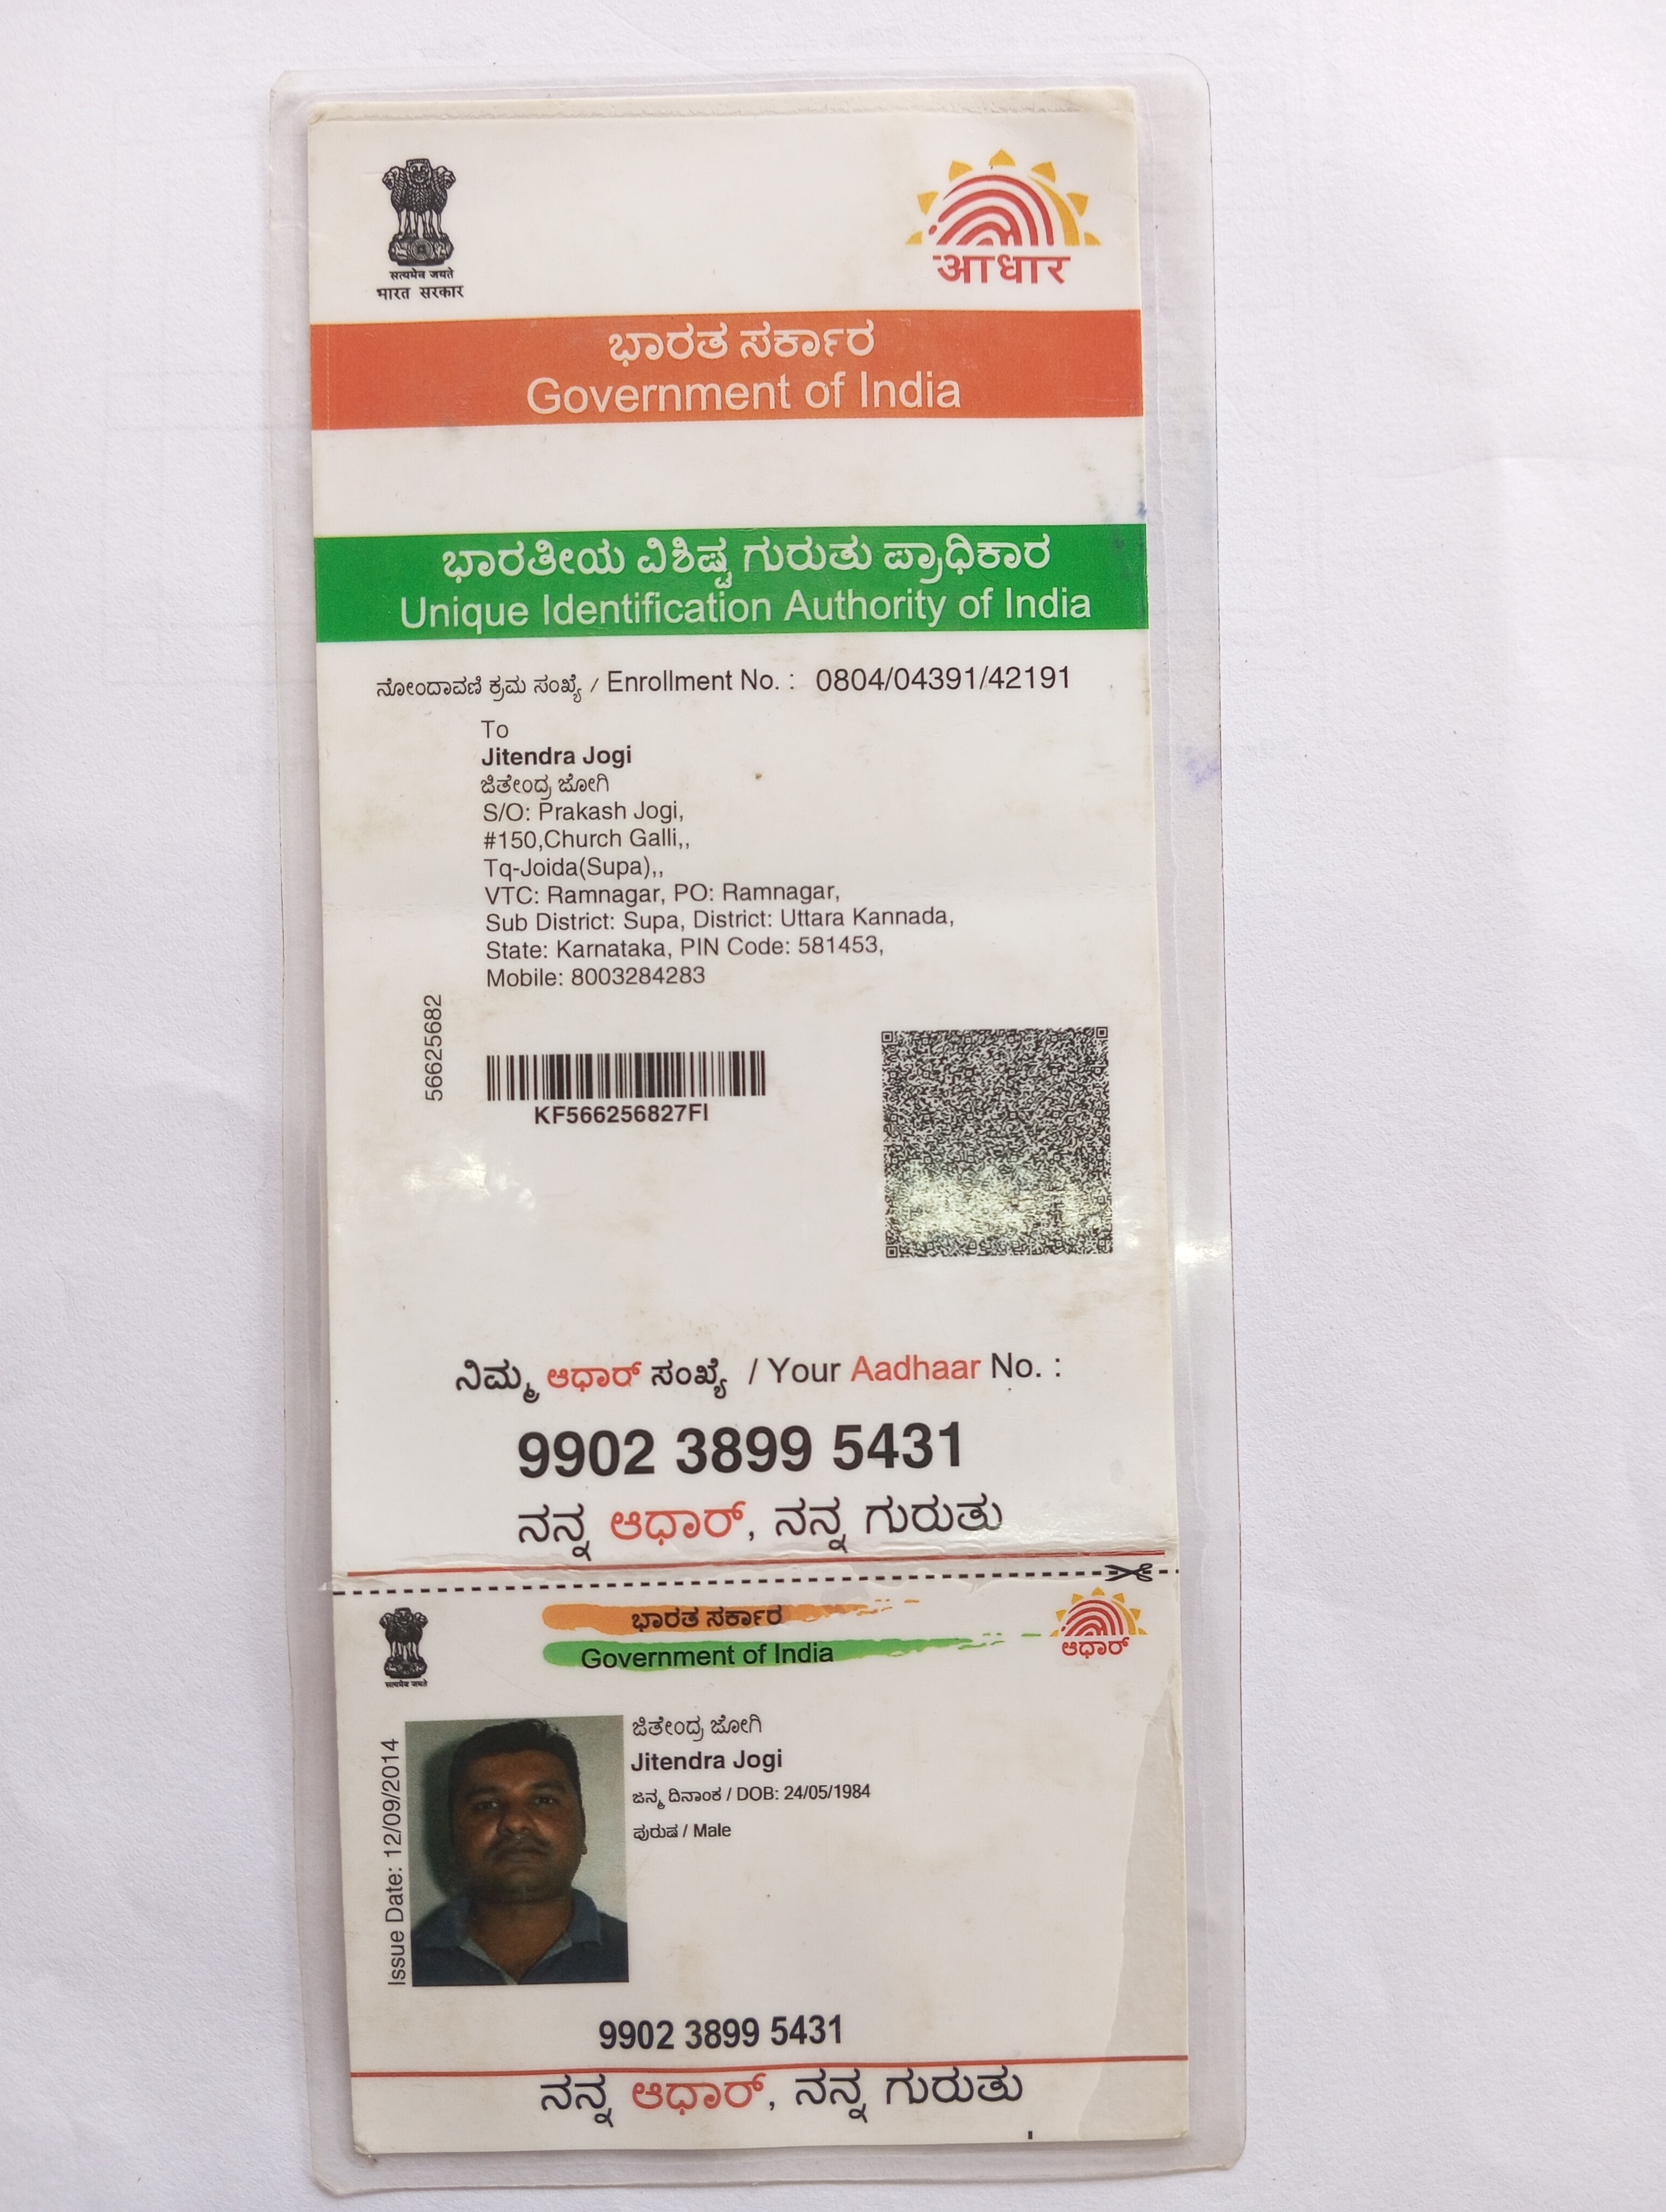 सत्यमेव जयते
भारत सरकार
आधार
ಭಾರತ ಸರ್ಕಾರ
Government of India
ಭಾರತೀಯ ವಿಶಿಷ್ಟ ಗುರುತು ಪ್ರಾಧಿಕಾರ
Unique Identification Authority of India
ನೋಂದಾವಣಿ ಕ್ರಮ ಸಂಖ್ಯೆ / Enrollment No. : 0804/04391/42191
To
Jitendra Jogi
ಜಿತೇಂದ್ರ ಜೋಗಿ
S/O: Prakash Jogi,
#150,Church Galli,,
Tq-Joida(Supa),,
VTC: Ramnagar, PO: Ramnagar,
Sub District: Supa, District: Uttara Kannada,
State: Karnataka, PIN Code: 581453,
Mobile: 8003284283
56625682
KF566256827FI
ನಿಮ್ಮ ಆಧಾರ್ ಸಂಖ್ಯೆ / Your Aadhaar No. :
9902 3899 5431
ನನ್ನ ಆಧಾರ್, ನನ್ನ ಗುರುತು
ಭಾರತ ಸರ್ಕಾರ
Government of India
सत्यमेव जयते
ಆಧಾರ್
Issue Date: 12/09/2014
ಜಿತೇಂದ್ರ ಜೋಗಿ
Jitendra Jogi
ಜನ್ಮ ದಿನಾಂಕ / DOB: 24/05/1984
ಪುರುಷ / Male
9902 3899 5431
ನನ್ನ ಆಧಾರ್, ನನ್ನ ಗುರುತು